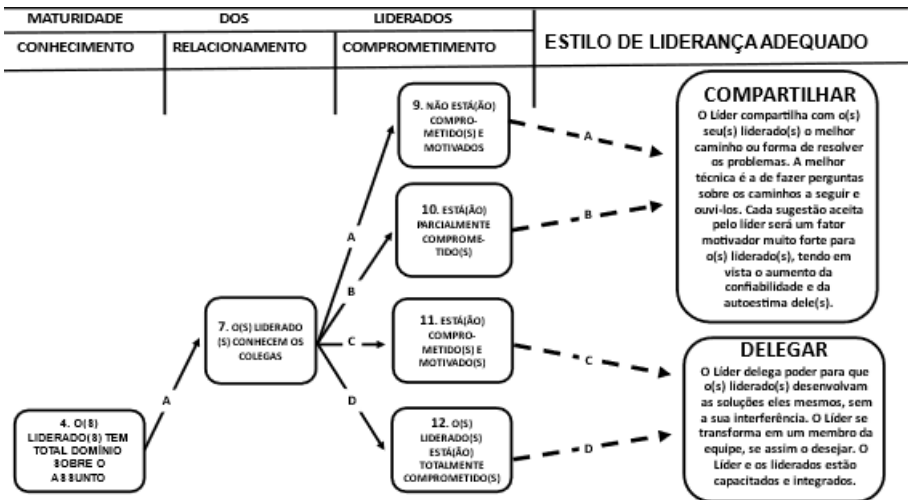 MATURIDADE DOS LIDERADOS
CONHECIMENTO RELACIONAMENTO COMPROMETIMENTO
ESTILO DE LIDERANÇA ADEQUADO
4. O(8)
LIDERADO(8) TEM
TOTAL DOMÍNIO
SOBRE O
ASSUNTO
A
7. O(S) LIDERADO
(S) CONHECEM OS
COLEGAS
A
B
C
D
9. NÃO ESTÁ(ÃO)
COMPRO-
METIDO(S) E
MOTIVADOS
10. ESTÁ(ÃO)
PARCIALMENTE
COMPROME-
TIDO(S)
11. ESTÁ(ÃO)
COMPRO-
METIDO(S) E
MOTIVADO(S)
12. O(S)
LIDERADO(S)
ESTÁ(ÃO)
TOTALMENTE
COMPROMETIDO(S)
A
B
C
D
COMPARTILHAR
O Líder compartilha com o(s)
seu(s) liderado(s) o melhor
caminho ou forma de resolver
os problemas. A melhor
técnica é a de fazer perguntas
sobre os caminhos a seguir e
ouvi-los. Cada sugestão aceita
pelo líder será um fator
motivador muito forte para
o(s) liderado(s), tendo em
vista o aumento da
confiabilidade e da
autoestima dele(s).
DELEGAR
O Líder delega poder para que
o(s) liderado(s) desenvolvam
as soluções eles mesmos, sem
a sua interferência. O Líder se
transforma em um membro da
equipe, se assim o desejar. O
Líder e os liderados estão
capacitados e integrados.